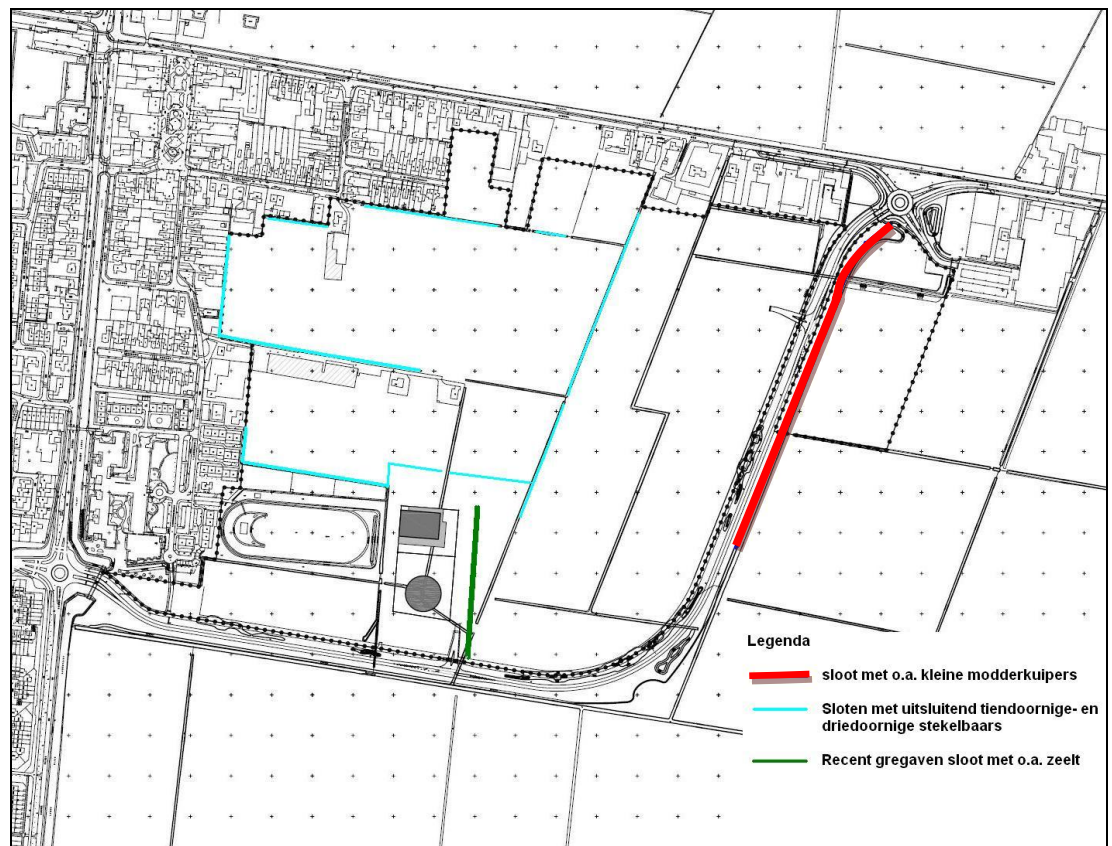 Legenda
sloot met o.a. kleine modderkuipers
Sloten met uitsluitend tiendoornige- en
driedoornige stekelbaars
Recent gregaven sloot met o.a. zeelt